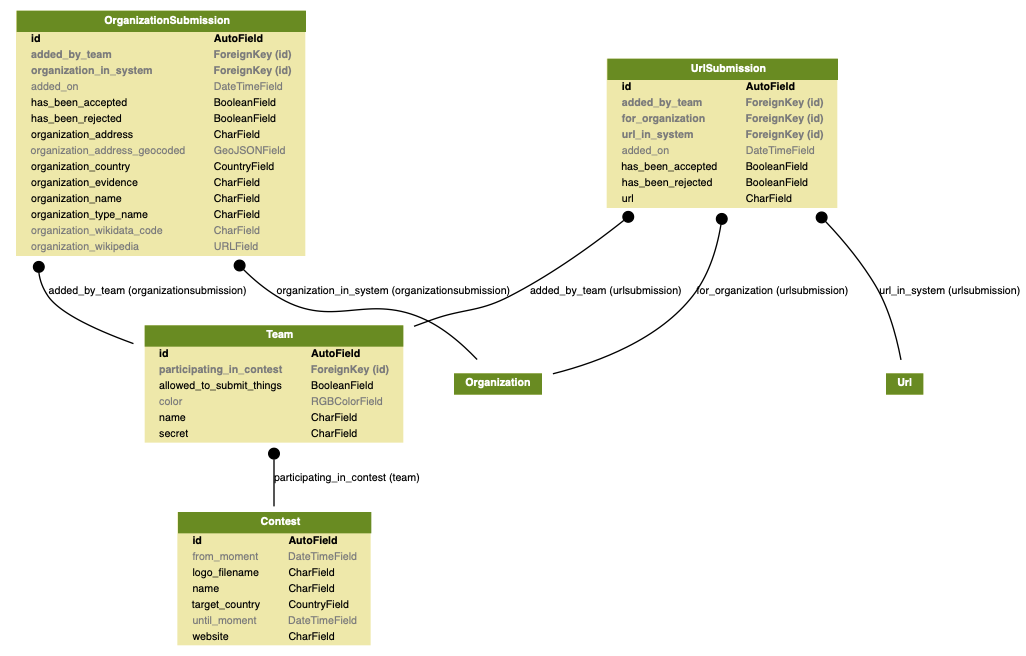 OrganizationSubmission
id AutoField
added_by_team ForeignKey (id)
organization_in_system ForeignKey (id)
added_on DateTimeField
has_been_accepted BooleanField
has_been_rejected BooleanField
organization_address CharField
organization_address_geocoded GeoJSONField
organization_country CountryField
organization_evidence CharField
organization_name CharField
organization_type_name CharField
organization_wikidata_code CharField
organization_wikipedia URLField
UrlSubmission
id AutoField
added_by_team ForeignKey (id)
for_organization ForeignKey (id)
url_in_system ForeignKey (id)
added_on DateTimeField
has_been_accepted BooleanField
has_been_rejected BooleanField
url CharField
added_by_team (organizationsubmission)
organization_in_system (organizationsubmission)
added_by_team (urlsubmission)
for_organization (urlsubmission)
url_in_system (urlsubmission)
Team
id AutoField
participating_in_contest ForeignKey (id)
allowed_to_submit_things BooleanField
color RGBColorField
name CharField
secret CharField
Organization
Url
participating_in_contest (team)
Contest
id AutoField
from_moment DateTimeField
logo_filename CharField
name CharField
target_country CountryField
until_moment DateTimeField
website CharField